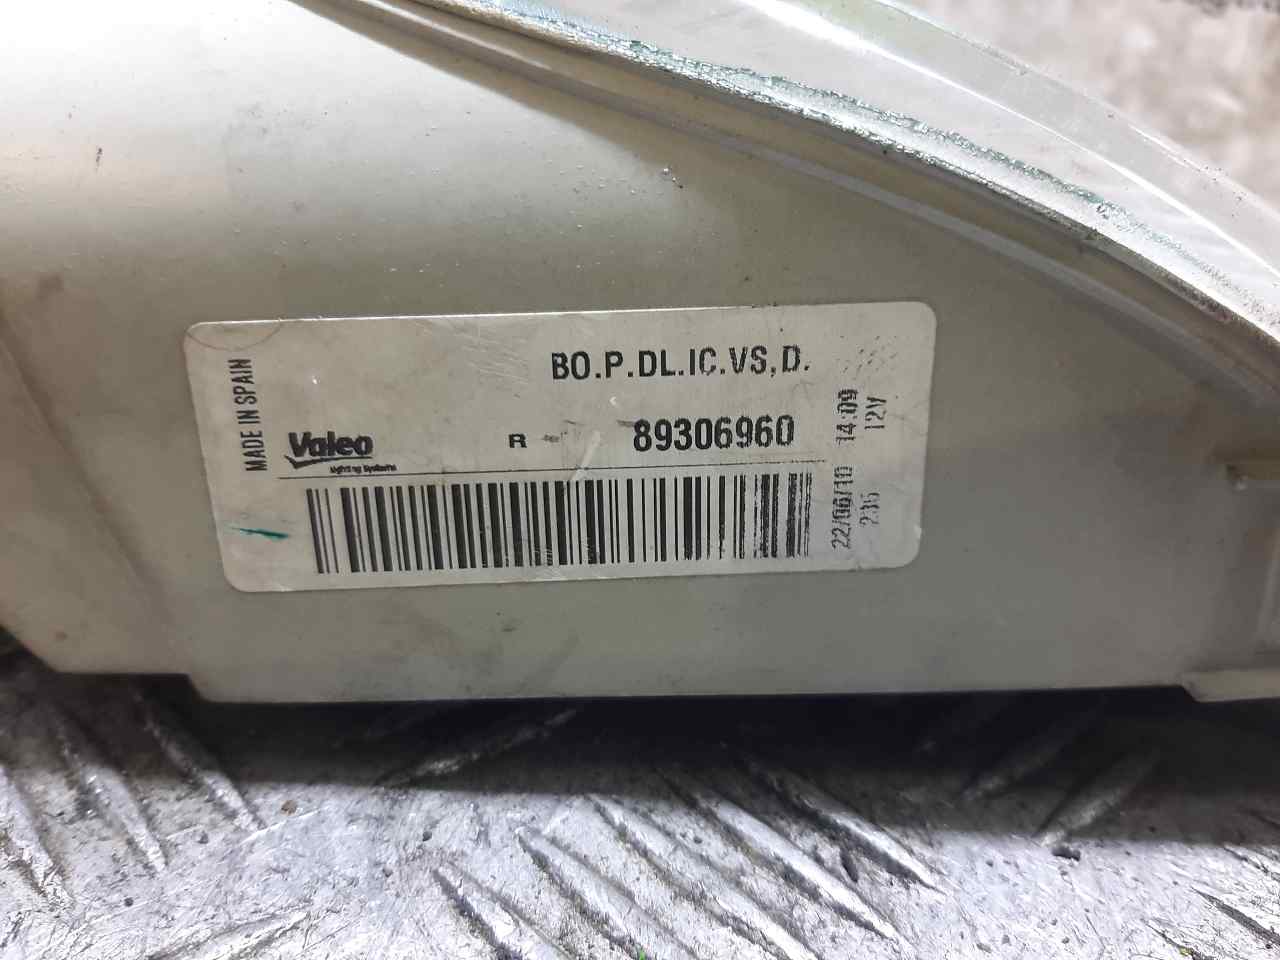 MADE IN SPAIN
BO.P.DL.IC.VS,D.
Valeo
Lighting Systems
R
89306960
22/06/10 14:09
235 12V